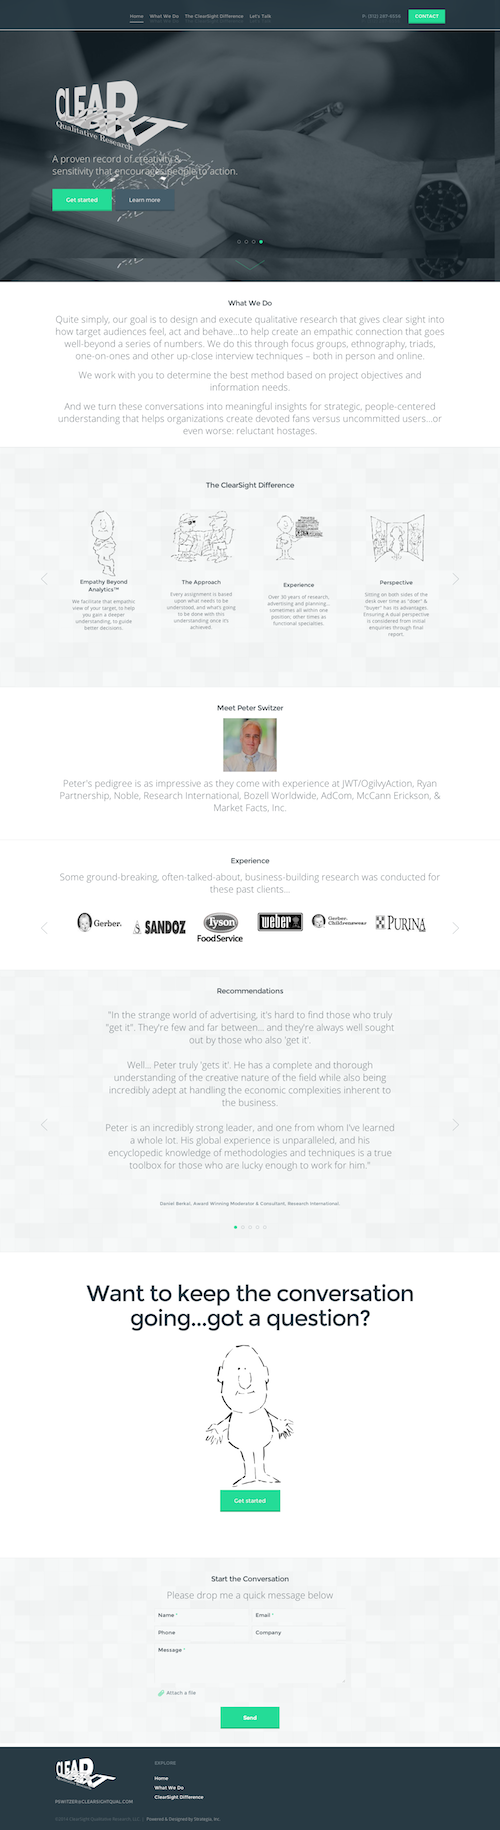 Home What We Do The ClearSight Difference Let's Talk
CONTACT
CLEAR
Qualitative Research
A proven record of creativity &
sensitivity that encourages people to action.
Get started Learn more
What We Do
Quite simply, our goal is to design and execute qualitative research that gives clear sight into
how target audiences feel, act and behave...to help create an empathic connection that goes
well-beyond a series of numbers. We do this through focus groups, ethnography, triads,
one-on-ones and other up-close interview techniques – both in person and online.
We work with you to determine the best method based on project objectives and
information needs.
And we turn these conversations into meaningful insights for strategic, people-centered
understanding that helps organizations create devoted fans versus uncommitted users...or
even worse: reluctant hostages.
The ClearSight Difference
Empathy Beyond
Analytics™
We facilitate that empathic
view of your target, to help
you gain a deeper
understanding, to guide
better decisions.
The Approach
Every assignment is based
upon what needs to be
understood, and what's going
to be done with this
understanding once it's
achieved.
Experience
Over 30 years of research,
advertising and planning...
sometimes all within one
position; other times as
functional specialties.
Perspective
Sitting on both sides of the
desk over time as "doer" &
"buyer" has its advantages.
Ensuring A dual perspective
is considered from initial
enquiries through final
report.
Meet Peter Switzer
Peter's pedigree is as impressive as they come with experience at JWT/OgilvyAction, Ryan
Partnership, Noble, Research International, Bozell Worldwide, AdCom, McCann Erickson, &
Market Facts, Inc.
Experience
Some ground-breaking, often-talked-about, business-building research was conducted for
these past clients...
Gerber.
SANDOZ
Tyson
Food Service
weber
Gerber.
Childrenswear
PURINA
Recommendations
"In the strange world of advertising, it's hard to find those who truly
"get it". They're few and far between... and they're always well sought
out by those who also 'get it'.
Well... Peter truly 'gets it'. He has a complete and thorough
understanding of the creative nature of the field while also being
incredibly adept at handling the economic complexities inherent to
the business.
Peter is an incredibly strong leader, and one from whom I've learned
a whole lot. His global experience is unparalleled, and his
encyclopedic knowledge of methodologies and techniques is a true
toolbox for those who are lucky enough to work for him."
Daniel Berkal, Award Winning Moderator & Consultant, Research International.
Want to keep the conversation
going...got a question?
Get started
Start the Conversation
Please drop me a quick message below
Name * Email *
Phone Company
Message *
Attach a file
Send
CLEAR
EXPLORE
Home
What We Do
ClearSight Difference
PSWITZER@CLEARSIGHTQUAL.COM